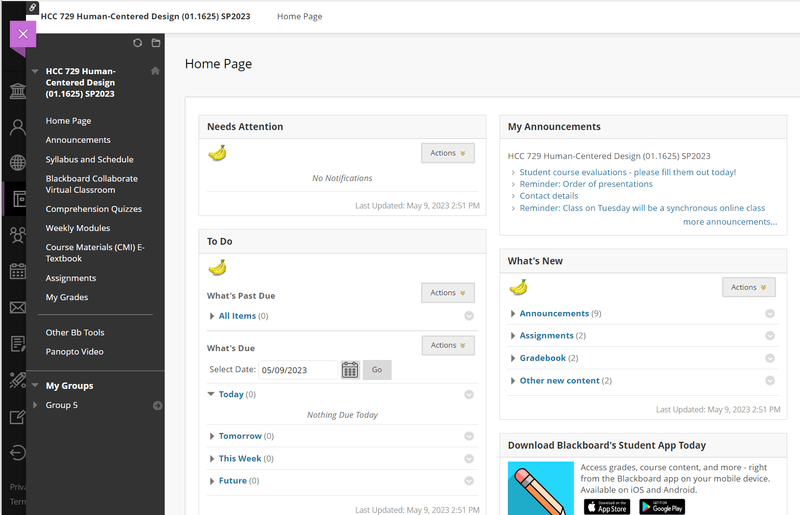 HCC 729 Human-Centered Design (01.1625) SP2023
Home Page
HCC 729 Human-
Centered Design
(01.1625) SP2023
Home Page
Announcements
Syllabus and Schedule
Blackboard Collaborate
Virtual Classroom
Comprehension Quizzes
Weekly Modules
Course Materials (CMI) E-
Textbook
Assignments
My Grades
Other Bb Tools
Panopto Video
My Groups
Group 5
Home Page
Needs Attention
Actions
No Notifications
Last Updated: May 9, 2023 2:51 PM
To Do
What's Past Due
Actions
All Items (0)
What's Due
Actions
Select Date: 05/09/2023 Go
Today (0)
Nothing Due Today
Tomorrow (0)
This Week (0)
Future (0)
Last Updated: May 9, 2023 2:51 PM
My Announcements
HCC 729 Human-Centered Design (01.1625) SP2023
Student course evaluations - please fill them out today!
Reminder: Order of presentations
Contact details
Reminder: Class on Tuesday will be a synchronous online class
more announcements...
What's New
Actions
Announcements (9)
Assignments (2)
Gradebook (2)
Other new content (2)
Last Updated: May 9, 2023 2:51 PM
Download Blackboard's Student App Today
Access grades, course content, and more - right
from the Blackboard app on your mobile device.
Available on iOS and Android.
App Store
Google Play